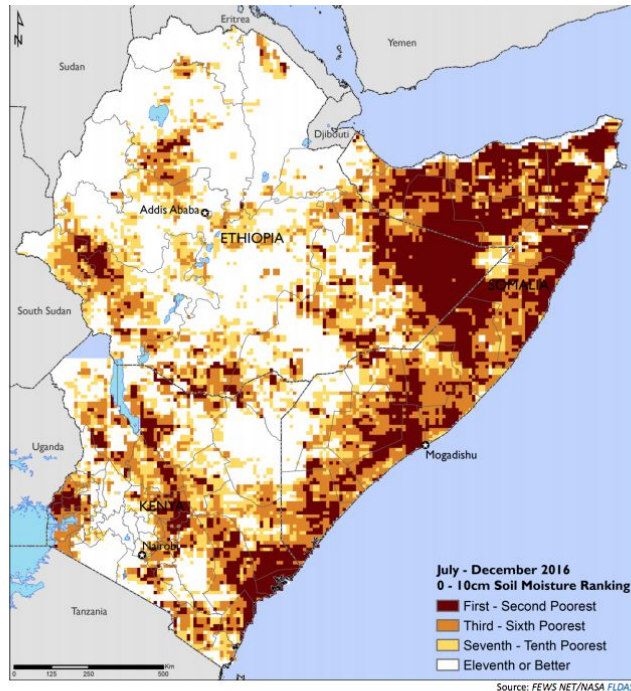 N
Eritrea
Yemen
Sudan
Djibouti
Addis Ababa
ETHIOPIA
SOMALIA
South Sudan
Uganda
Mogadishu
KENYA
Nairobi
Tanzania
July - December 2016
0 - 10cm Soil Moisture Ranking
First - Second Poorest
Third - Sixth Poorest
Seventh - Tenth Poorest
Eleventh or Better
0 125 250 500 Km
Source: FEWS NET/NASA FLDAS